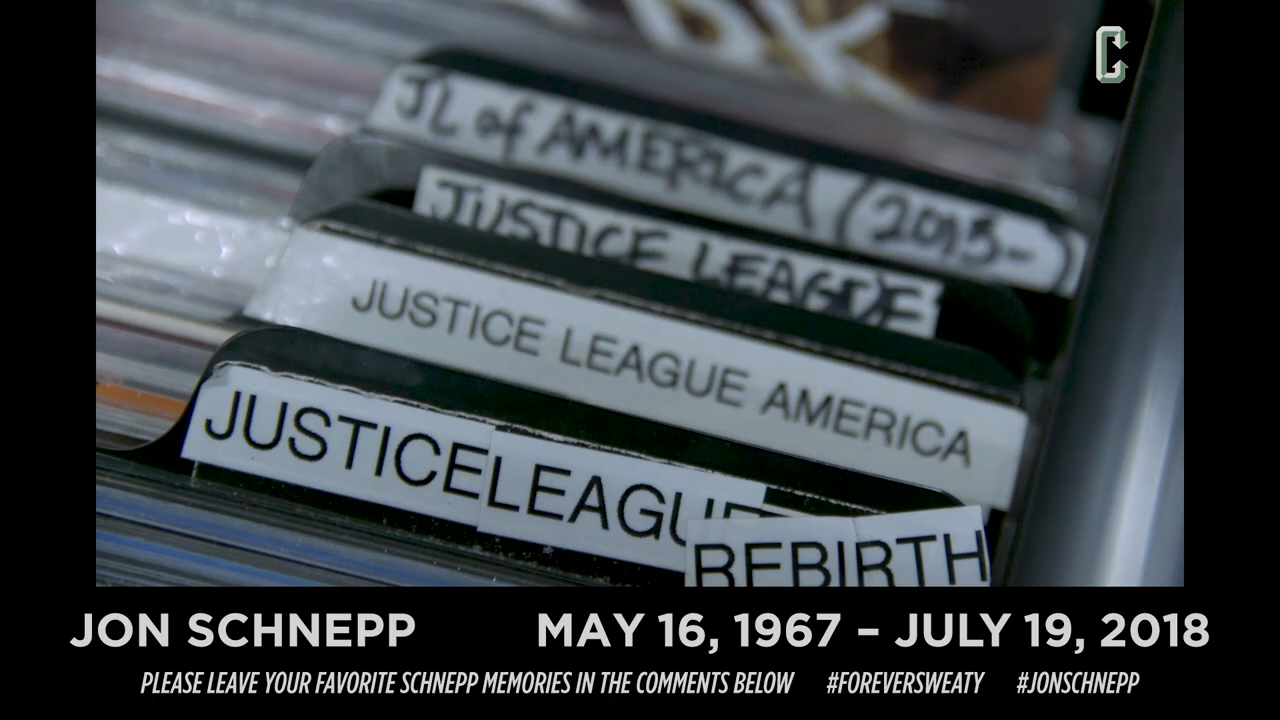 JL of AMERICA (2013-)
JUSTICE LEAGUE
JUSTICE LEAGUE AMERICA
JUSTICE LEAGUE
REBIRTH
JON SCHNEPP MAY 16, 1967 – JULY 19, 2018
PLEASE LEAVE YOUR FAVORITE SCHNEPP MEMORIES IN THE COMMENTS BELOW #FOREVERSWEATY #JONSCHNEPP